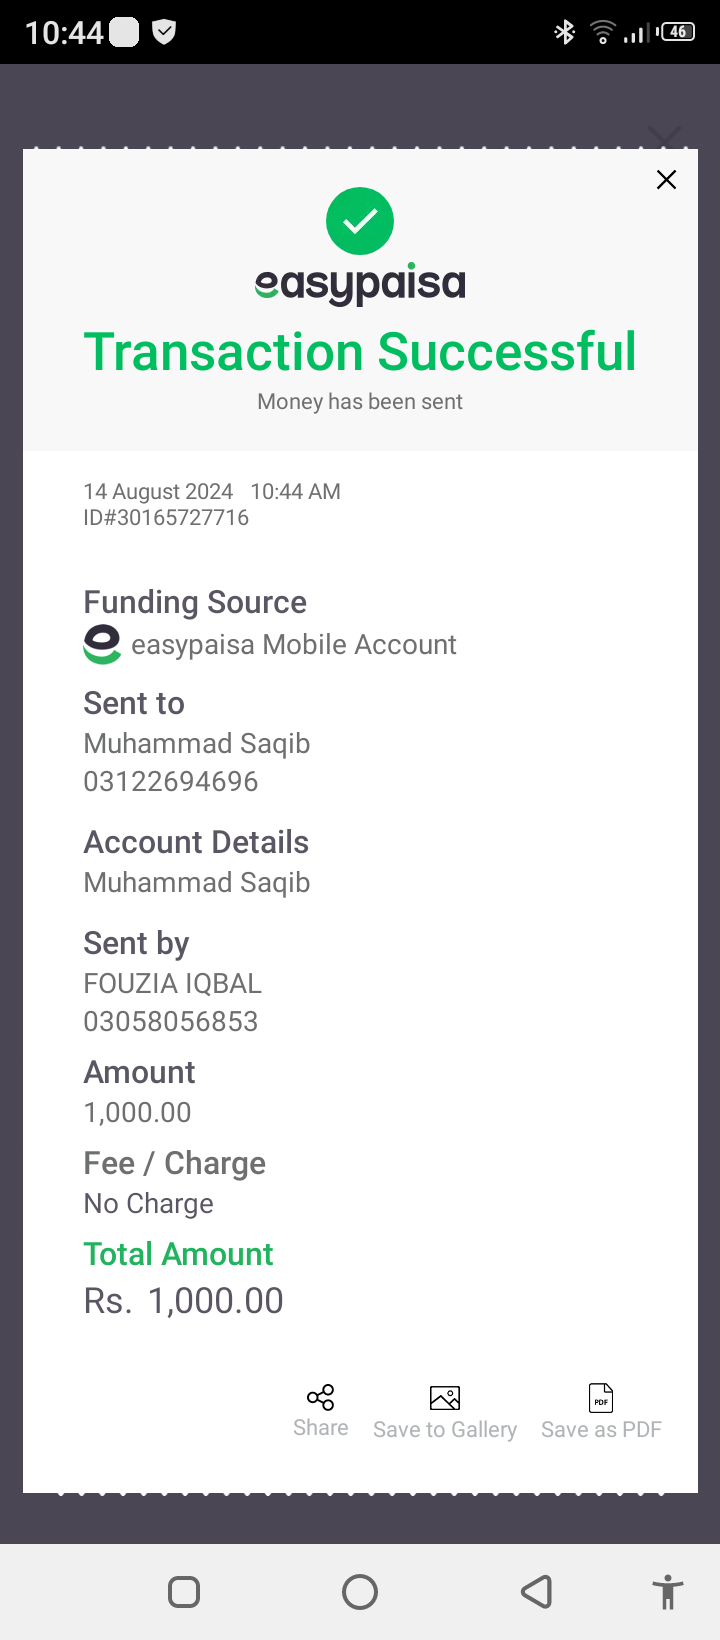 10:44
46
easypaisa
Transaction Successful
Money has been sent
14 August 2024 10:44 AM
ID#30165727716
Funding Source
easypaisa Mobile Account
Sent to
Muhammad Saqib
03122694696
Account Details
Muhammad Saqib
Sent by
FOUZIA IQBAL
03058056853
Amount
1,000.00
Fee / Charge
No Charge
Total Amount
Rs. 1,000.00
PDF
Share Save to Gallery Save as PDF